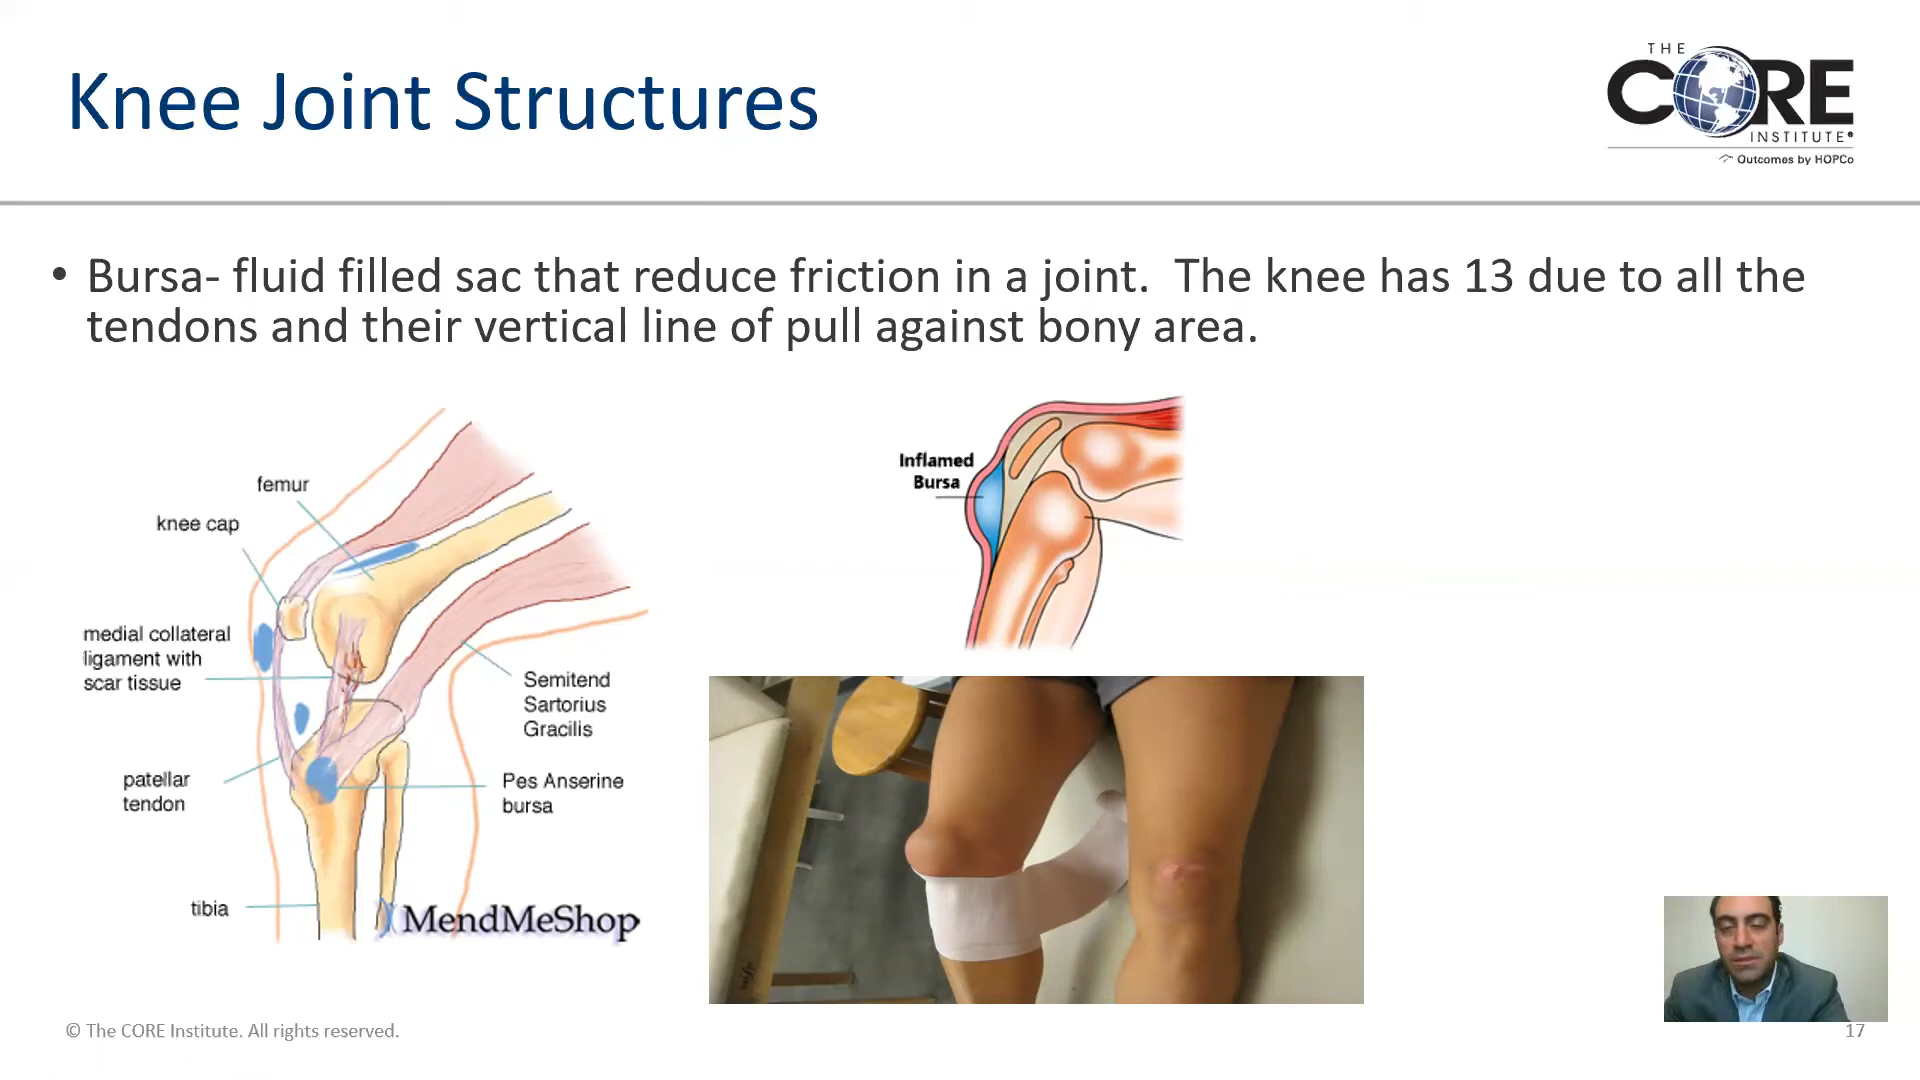 Knee Joint Structures
THE
CORE
INSTITUTE®
Outcomes by HOPCo
• Bursa- fluid filled sac that reduce friction in a joint.  The knee has 13 due to all the
tendons and their vertical line of pull against bony area.
femur
knee cap
medial collateral
ligament with
scar tissue
patellar
tendon
tibia
Semitend
Sartorius
Gracilis
Pes Anserine
bursa
MendMeShop
Inflamed
Bursa
© The CORE Institute. All rights reserved.
17